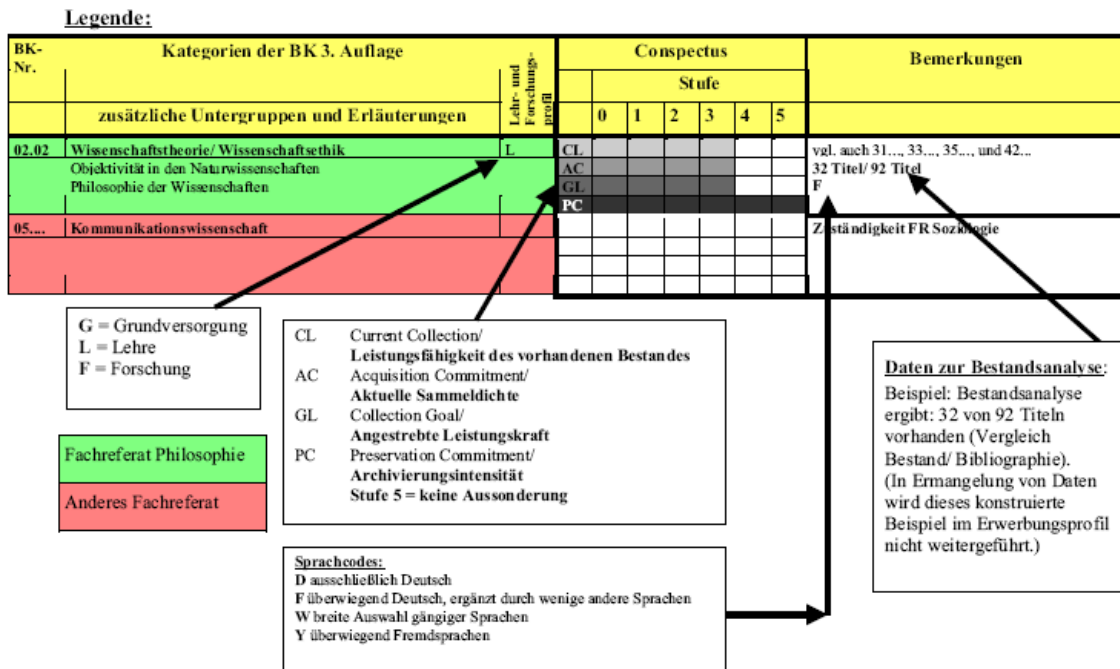 Legende:
BK-Nr.
Kategorien der BK 3. Auflage
Lehr- und Forschungsprofil
Conspectus
Bemerkungen
Stufe
zusätzliche Untergruppen und Erläuterungen
0 1 2 3 4 5
02.02 Wissenschaftstheorie/ Wissenschaftsethik L CL vgl. auch 31..., 33..., 35..., und 42...
Objektivität in den Naturwissenschaften AC 32 Titel/ 92 Titel
Philosophie der Wissenschaften GL F
PC
05.... Kommunikationswissenschaft Zuständigkeit FR Soziologie
G = Grundversorgung
L = Lehre
F = Forschung
Fachreferat Philosophie
Anderes Fachreferat
CL Current Collection/
Leistungsfähigkeit des vorhandenen Bestandes
AC Acquisition Commitment/
Aktuelle Sammeldichte
GL Collection Goal/
Angestrebte Leistungskraft
PC Preservation Commitment/
Archivierungsintensität
Stufe 5 = keine Aussonderung
Daten zur Bestandsanalyse:
Beispiel: Bestandsanalyse
ergibt: 32 von 92 Titeln
vorhanden (Vergleich
Bestand/ Bibliographie).
(In Ermangelung von Daten
wird dieses konstruierte
Beispiel im Erwerbungsprofil
nicht weitergeführt.)
Sprachcodes:
D ausschließlich Deutsch
F überwiegend Deutsch, ergänzt durch wenige andere Sprachen
W breite Auswahl gängiger Sprachen
Y überwiegend Fremdsprachen